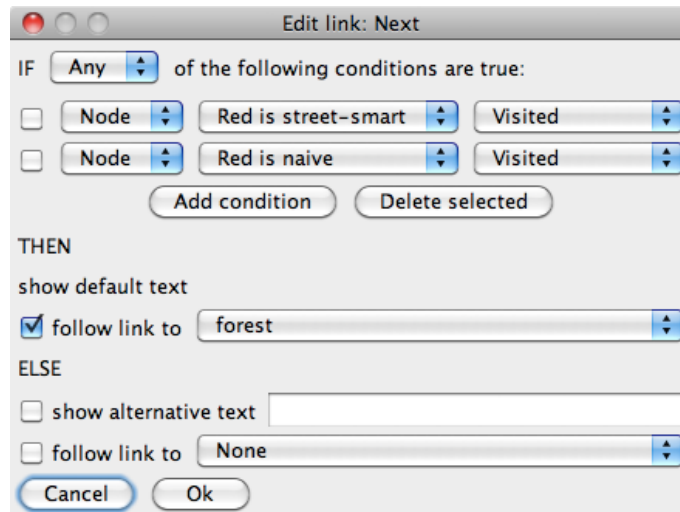 Edit link: Next
IF Any of the following conditions are true:
Node Red is street-smart Visited
Node Red is naive Visited
Add condition Delete selected
THEN
show default text
follow link to forest
ELSE
show alternative text
follow link to None
Cancel Ok